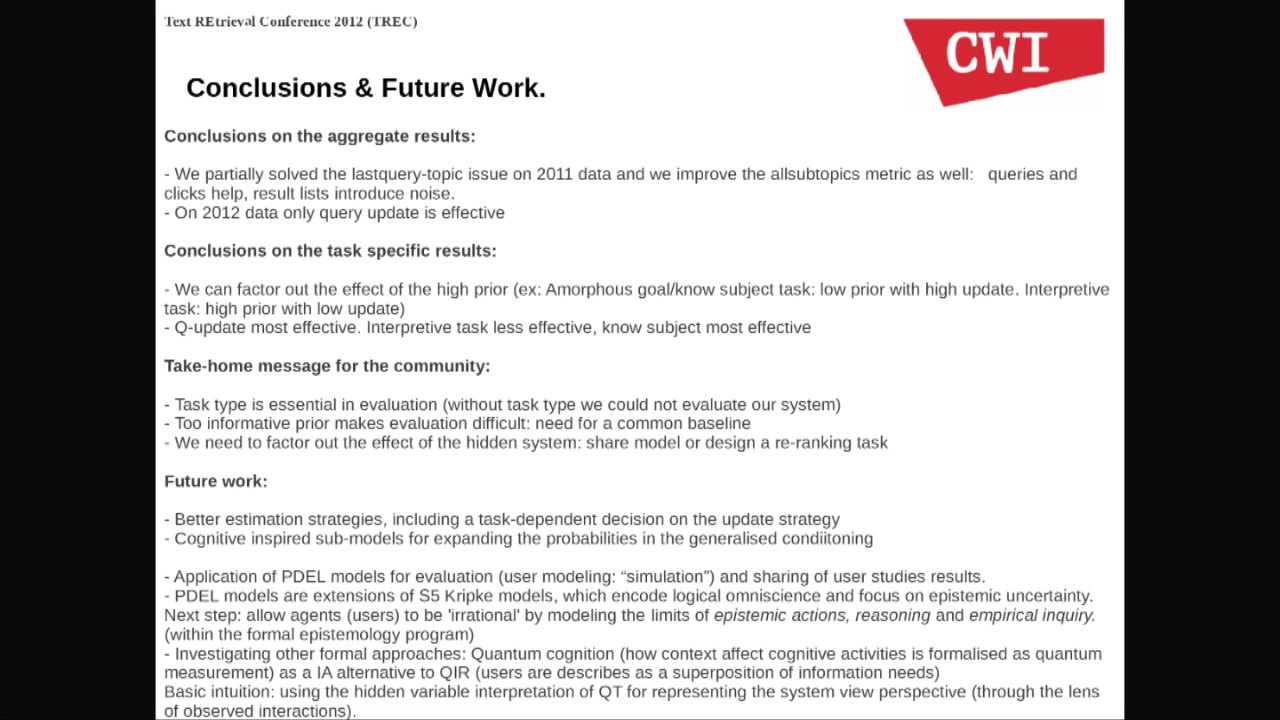 Text REtrieval Conference 2012 (TREC)
CWI
Conclusions & Future Work.
Conclusions on the aggregate results:
- We partially solved the lastquery-topic issue on 2011 data and we improve the allsubtopics metric as well: queries and
clicks help, result lists introduce noise.
- On 2012 data only query update is effective
Conclusions on the task specific results:
- We can factor out the effect of the high prior (ex: Amorphous goal/know subject task: low prior with high update. Interpretive
task: high prior with low update)
- Q-update most effective. Interpretive task less effective, know subject most effective
Take-home message for the community:
- Task type is essential in evaluation (without task type we could not evaluate our system)
- Too informative prior makes evaluation difficult: need for a common baseline
- We need to factor out the effect of the hidden system: share model or design a re-ranking task
Future work:
- Better estimation strategies, including a task-dependent decision on the update strategy
- Cognitive inspired sub-models for expanding the probabilities in the generalised condiitoning
- Application of PDEL models for evaluation (user modeling: “simulation”) and sharing of user studies results.
- PDEL models are extensions of S5 Kripke models, which encode logical omniscience and focus on epistemic uncertainty.
Next step: allow agents (users) to be 'irrational' by modeling the limits of epistemic actions, reasoning and empirical inquiry.
(within the formal epistemology program)
- Investigating other formal approaches: Quantum cognition (how context affect cognitive activities is formalised as quantum
measurement) as a IA alternative to QIR (users are describes as a superposition of information needs)
Basic intuition: using the hidden variable interpretation of QT for representing the system view perspective (through the lens
of observed interactions).